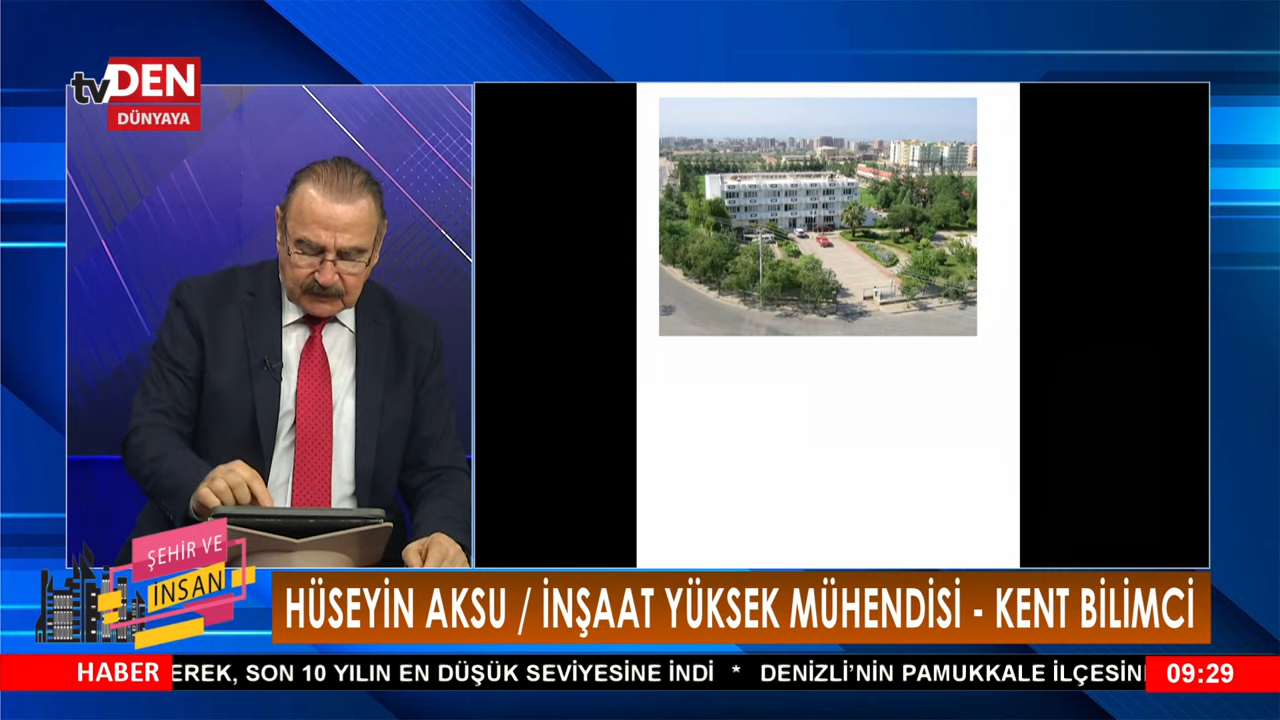 tvDEN
DÜNYAYA
ŞEHİR VE
İNSAN
HÜSEYİN AKSU / İNŞAAT YÜKSEK MÜHENDİSİ - KENT BİLİMCİ
HABER
EREK, SON 10 YILIN EN DÜŞÜK SEVİYESİNE İNDİ * DENİZLİ'NİN PAMUKKALE İLÇESİN
09:29